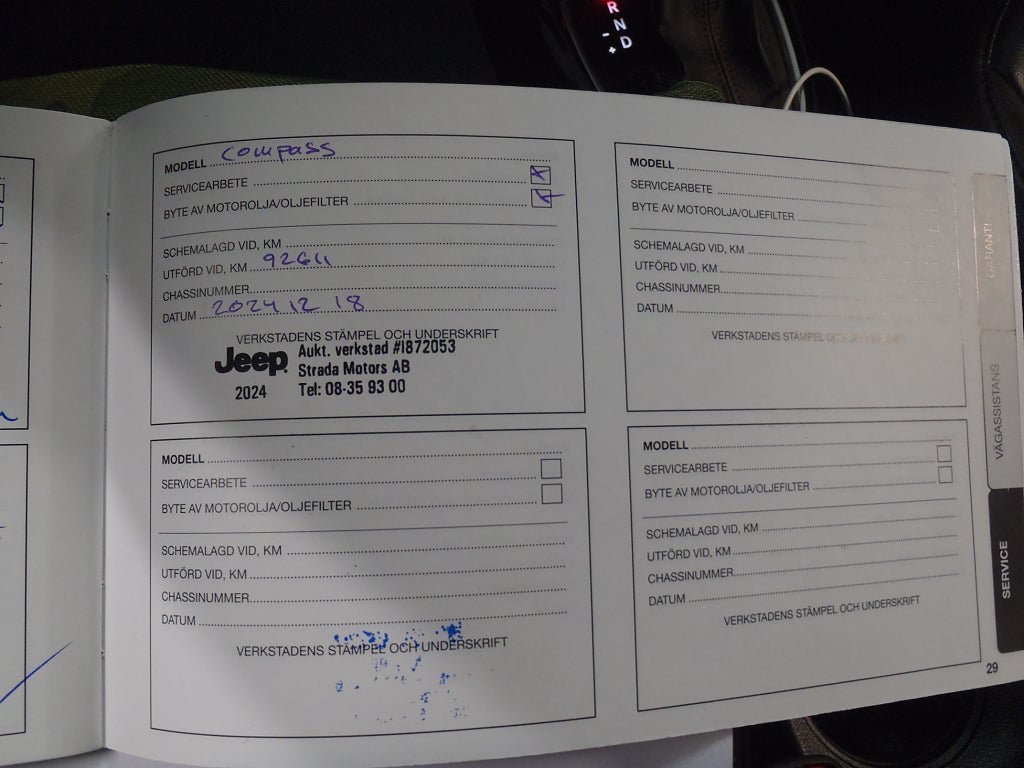 R
N
- D
+
MODELL Compass
SERVICEARBETE
BYTE AV MOTOROLJA/OLJEFILTER
SCHEMALAGD VID, KM
UTFÖRD VID, KM 92611
CHASSINUMMER
DATUM 2024 12 18
VERKSTADENS STÄMPEL OCH UNDERSKRIFT
Jeep Aukt. verkstad #I872053
Strada Motors AB
2024 Tel: 08-35 93 00
MODELL
SERVICEARBETE
BYTE AV MOTOROLJA/OLJEFILTER
SCHEMALAGD VID, KM
UTFÖRD VID, KM
CHASSINUMMER
DATUM
VERKSTADENS STÄMPEL OCH UNDERSKRIFT
MODELL
SERVICEARBETE
BYTE AV MOTOROLJA/OLJEFILTER
SCHEMALAGD VID, KM
UTFÖRD VID, KM
CHASSINUMMER
DATUM
VERKSTADENS STÄMPEL OCH UNDERSKRIFT
MODELL
SERVICEARBETE
BYTE AV MOTOROLJA/OLJEFILTER
SCHEMALAGD VID, KM
UTFÖRD VID, KM
CHASSINUMMER
DATUM
VERKSTADENS STÄMPEL OCH UNDERSKRIFT
GARANTI
VÄGASSISTANS
SERVICE
29